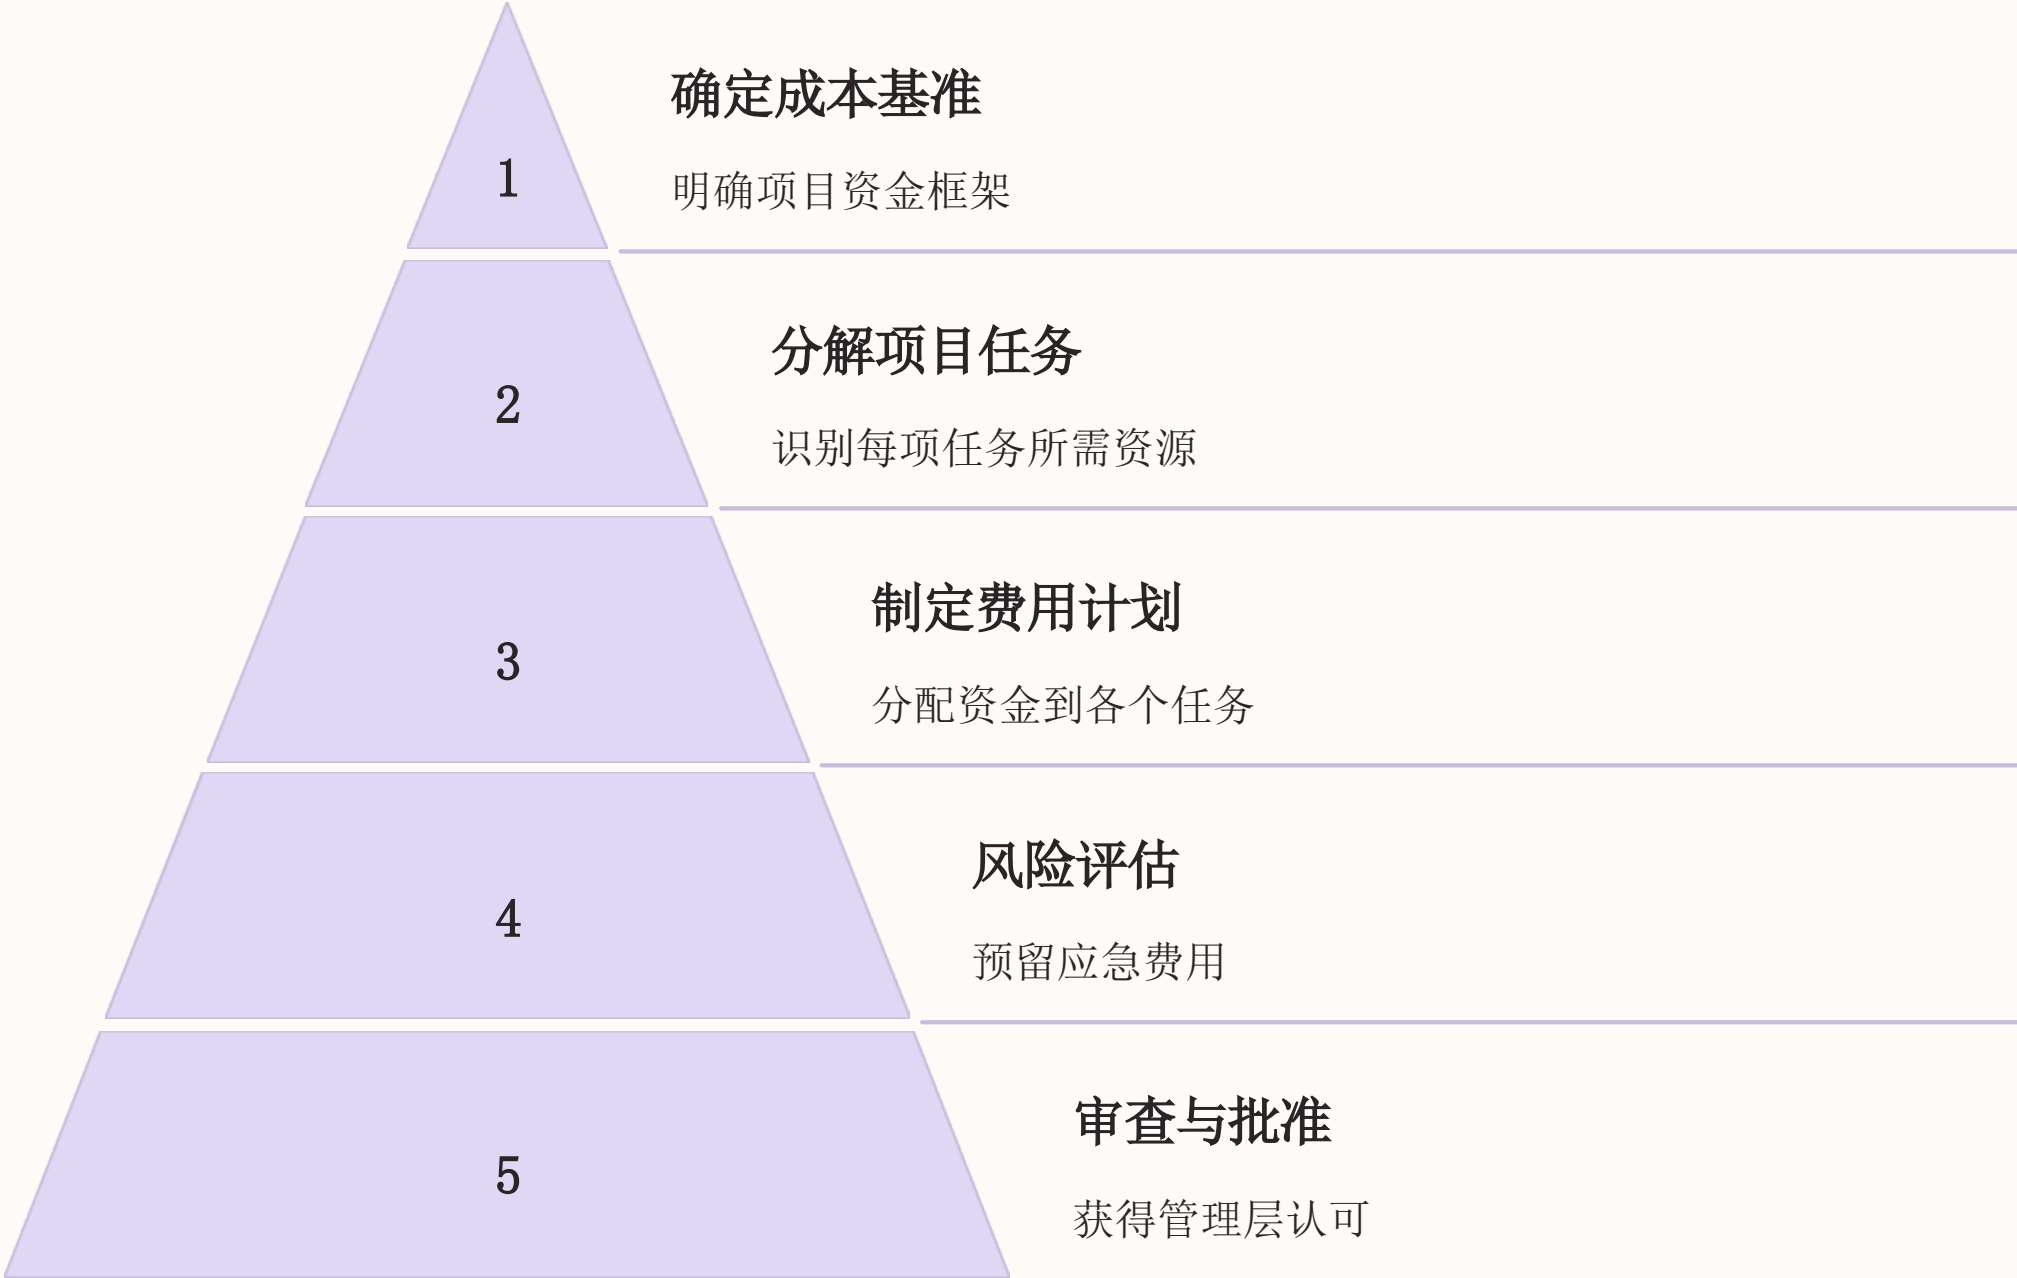 1
确定成本基准
明确项目资金框架
2
分解项目任务
识别每项任务所需资源
3
制定费用计划
分配资金到各个任务
4
风险评估
预留应急费用
5
审查与批准
获得管理层认可